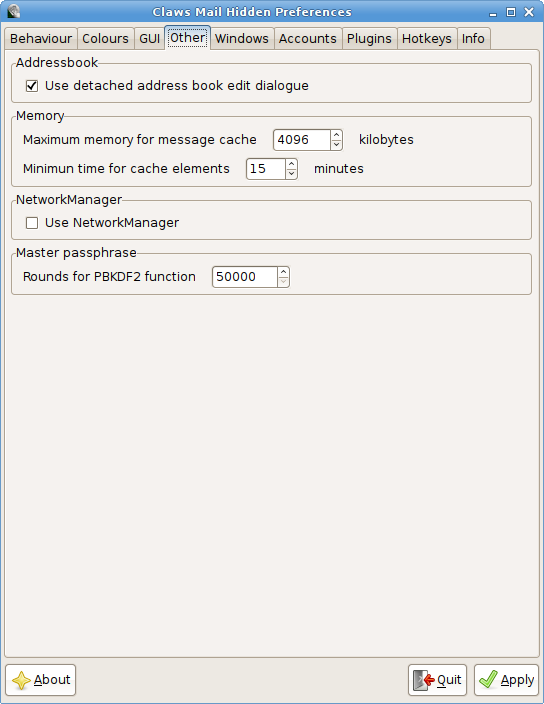 Claws Mail Hidden Preferences
Behaviour Colours GUI Other Windows Accounts Plugins Hotkeys Info
Addressbook
Use detached address book edit dialogue
Memory
Maximum memory for message cache 4096 kilobytes
Minimun time for cache elements 15 minutes
NetworkManager
Use NetworkManager
Master passphrase
Rounds for PBKDF2 function 50000
About Quit Apply